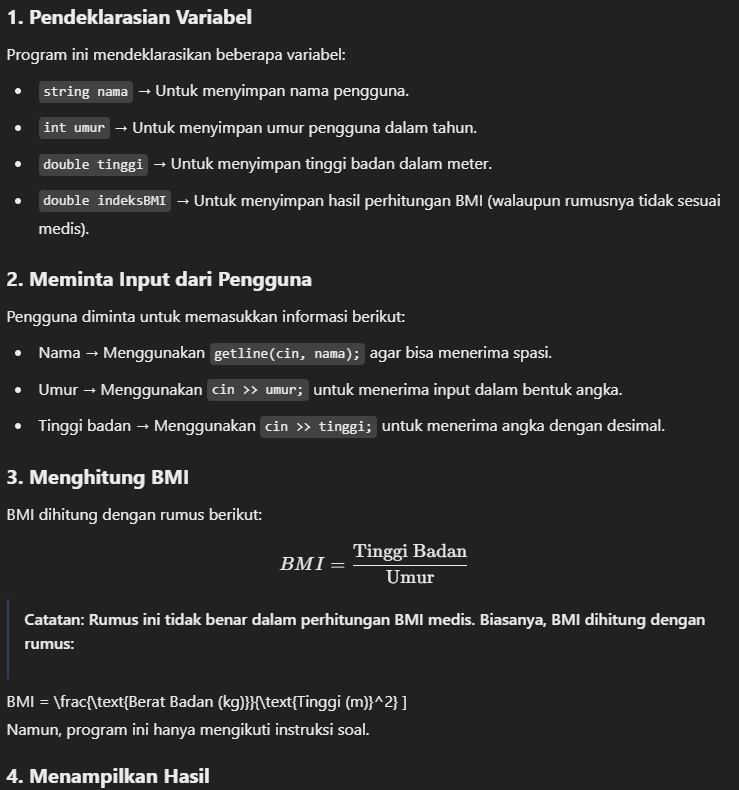 1. Pendeklarasian Variabel
Program ini mendeklarasikan beberapa variabel:
• string nama → Untuk menyimpan nama pengguna.
• int umur → Untuk menyimpan umur pengguna dalam tahun.
• double tinggi → Untuk menyimpan tinggi badan dalam meter.
• double indeksBMI → Untuk menyimpan hasil perhitungan BMI (walaupun rumusnya tidak sesuai
medis).
2. Meminta Input dari Pengguna
Pengguna diminta untuk memasukkan informasi berikut:
• Nama → Menggunakan getline(cin, nama); agar bisa menerima spasi.
• Umur → Menggunakan cin >> umur; untuk menerima input dalam bentuk angka.
• Tinggi badan → Menggunakan cin >> tinggi; untuk menerima angka dengan desimal.
3. Menghitung BMI
BMI dihitung dengan rumus berikut:
Tinggi Badan
BMI =
Umur
Catatan: Rumus ini tidak benar dalam perhitungan BMI medis. Biasanya, BMI dihitung dengan
rumus:
BMI = \frac{\text{Berat Badan (kg)}}{\text{Tinggi (m)}^2} ]
Namun, program ini hanya mengikuti instruksi soal.
4. Menampilkan Hasil